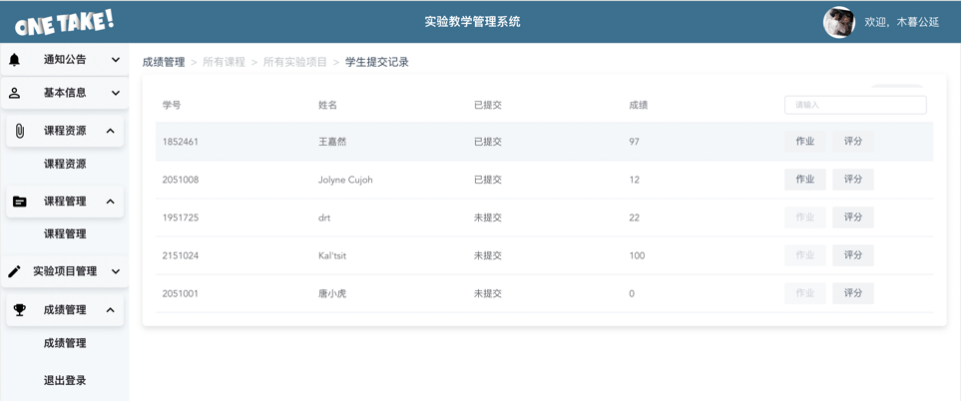 ONE TAKE!
实验教学管理系统
欢迎，木暮公延
通知公告
基本信息
课程资源
课程资源
课程管理
课程管理
实验项目管理
成绩管理
成绩管理
退出登录
成绩管理 > 所有课程 > 所有实验项目 > 学生提交记录
学号 姓名 已提交 成绩 请输入
1852461 王嘉然 已提交 97 作业 评分
2051008 Jolyne Cujoh 已提交 12 作业 评分
1951725 drt 未提交 22 作业 评分
2151024 Kal'tsit 未提交 100 作业 评分
2051001 唐小虎 未提交 0 作业 评分